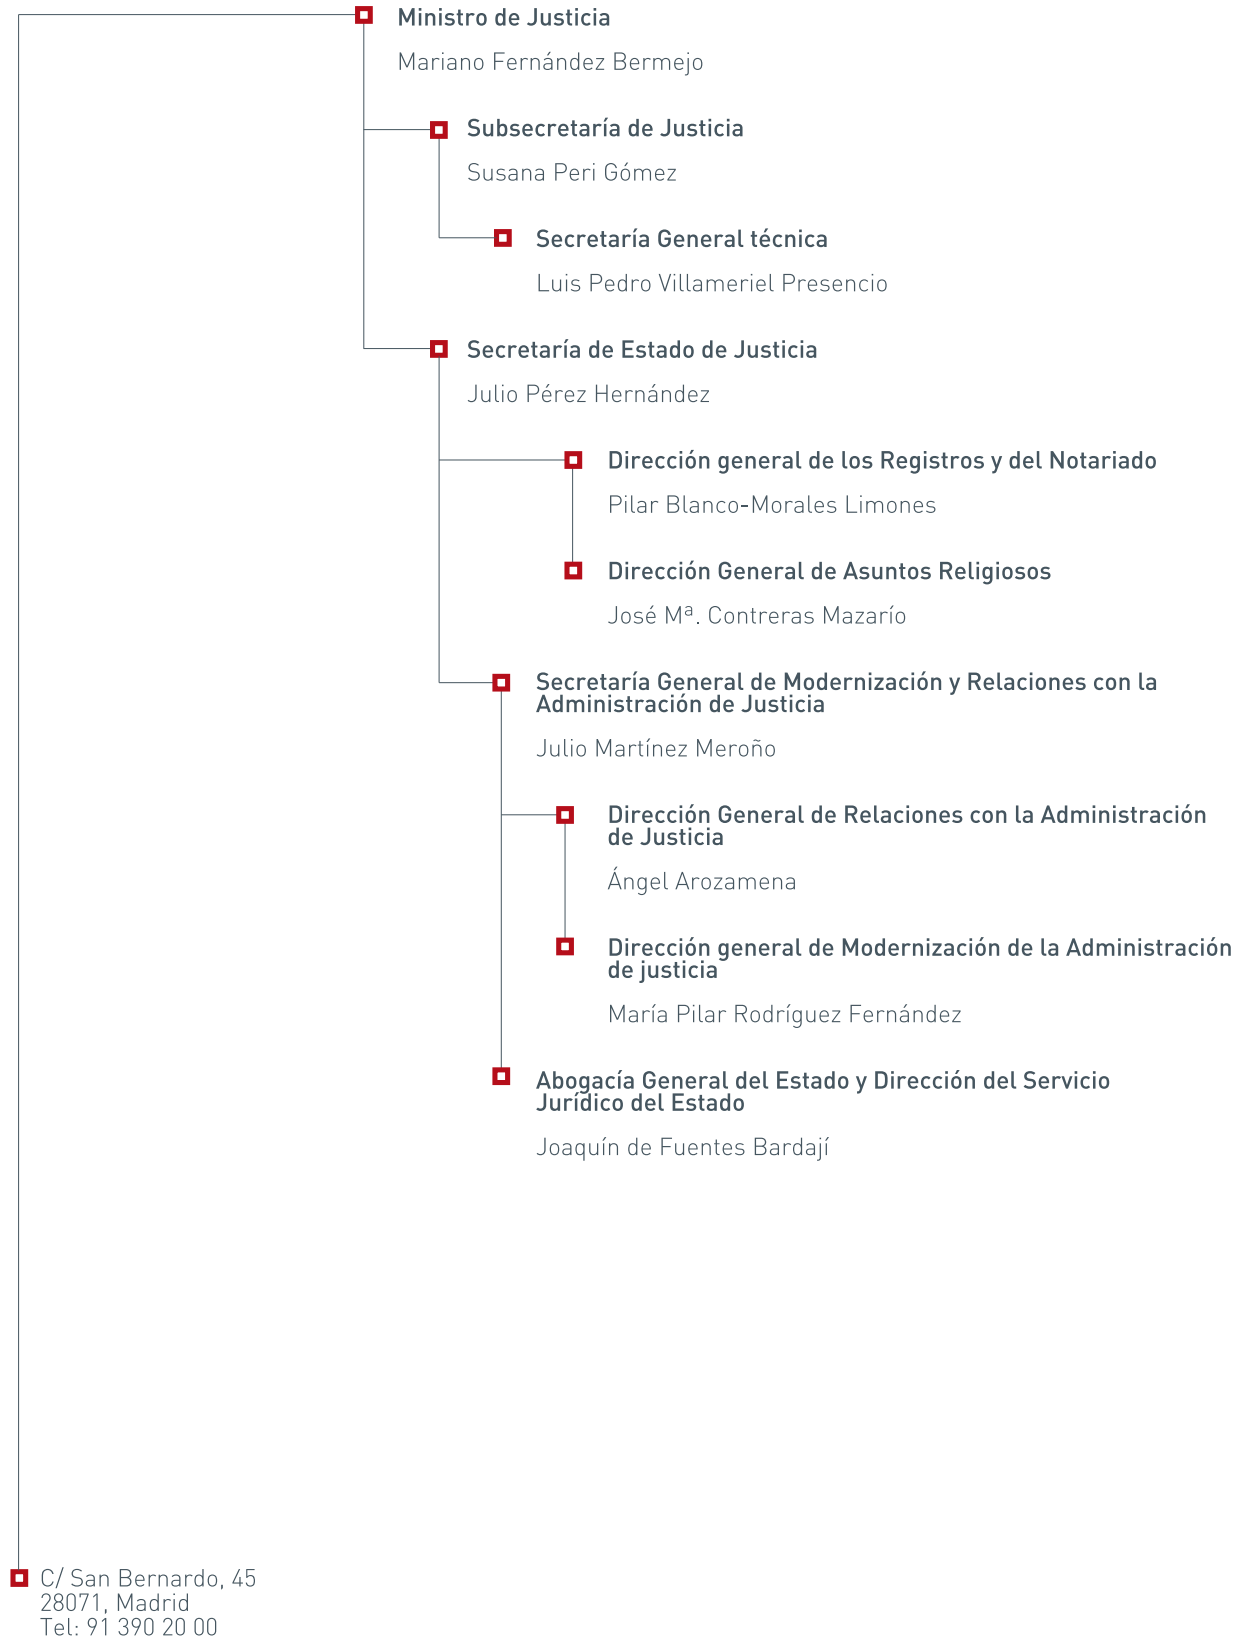 Ministro de Justicia
Mariano Fernández Bermejo
Subsecretaría de Justicia
Susana Peri Gómez
Secretaría General técnica
Luis Pedro Villameriel Presencio
Secretaría de Estado de Justicia
Julio Pérez Hernández
Dirección general de los Registros y del Notariado
Pilar Blanco-Morales Limones
Dirección General de Asuntos Religiosos
José Mª. Contreras Mazarío
Secretaría General de Modernización y Relaciones con la
Administración de Justicia
Julio Martínez Meroño
Dirección General de Relaciones con la Administración
de Justicia
Ángel Arozamena
Dirección general de Modernización de la Administración
de justicia
María Pilar Rodríguez Fernández
Abogacía General del Estado y Dirección del Servicio
Jurídico del Estado
Joaquín de Fuentes Bardají
C/ San Bernardo, 45
28071, Madrid
Tel: 91 390 20 00